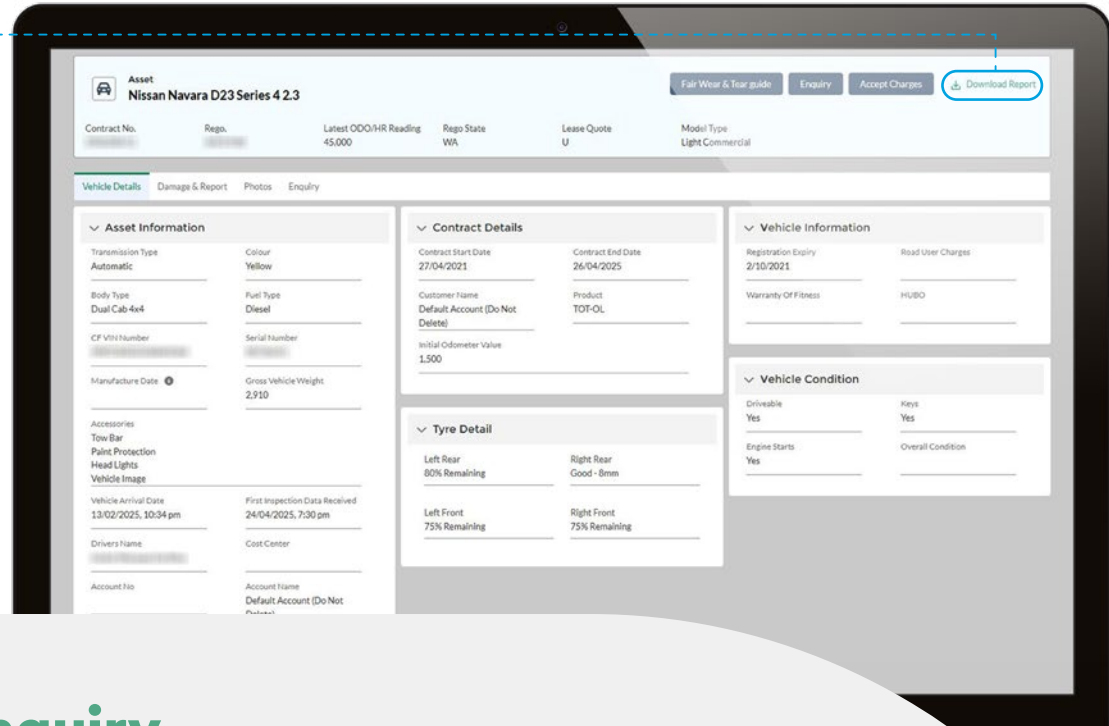 Asset
Nissan Navara D23 Series 4 2.3
Fair Wear & Tear guide
Enquiry
Accept Charges
Download Report
Contract No.
Rego.
Latest ODO/HR Reading
Rego State
Lease Quote
Model Type
45,000
WA
U
Light Commercial
Vehicle Details
Damage & Report
Photos
Enquiry
Asset Information
Transmission Type
Colour
Automatic
Yellow
Body Type
Fuel Type
Dual Cab 4x4
Diesel
CF VIN Number
Serial Number
Manufacture Date
Gross Vehicle Weight
2,910
Accessories
Tow Bar
Paint Protection
Head Lights
Vehicle Image
Vehicle Arrival Date
First Inspection Data Received
13/02/2025, 10:34 pm
24/04/2025, 7:30 pm
Drivers Name
Cost Center
Account No
Account Name
Default Account (Do Not
Contract Details
Contract Start Date
Contract End Date
27/04/2021
26/04/2025
Customer Name
Product
Default Account (Do Not
Delete)
TOT-OL
Initial Odometer Value
1,500
Tyre Detail
Left Rear
Right Rear
80% Remaining
Good - 8mm
Left Front
Right Front
75% Remaining
75% Remaining
Vehicle Information
Registration Expiry
Road User Charges
2/10/2021
Warranty Of Fitness
HUBO
Vehicle Condition
Driveable
Keys
Yes
Yes
Engine Starts
Overall Condition
Yes